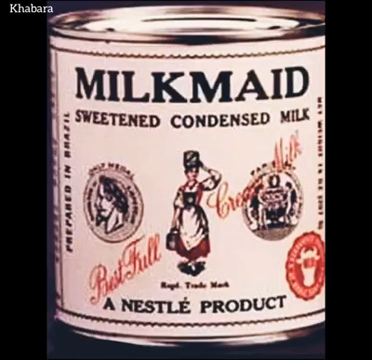 Khabara
MILKMAID
SWEETENED CONDENSED MILK
PREPARED IN BRAZIL
Best Full Cream Milk
Regd. Trade Mark
A NESTLÉ PRODUCT